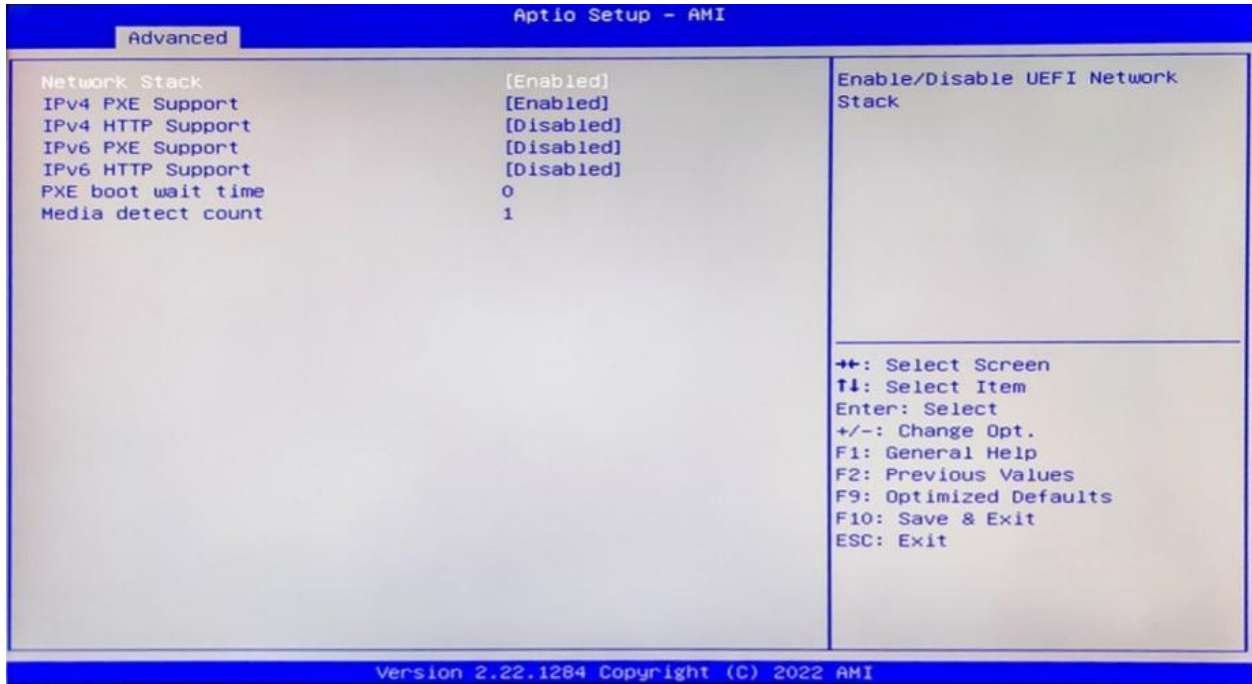 Aptio Setup - AMI
Advanced
Network Stack [Enabled]
IPv4 PXE Support [Enabled]
IPv4 HTTP Support [Disabled]
IPv6 PXE Support [Disabled]
IPv6 HTTP Support [Disabled]
PXE boot wait time 0
Media detect count 1
Enable/Disable UEFI Network
Stack
→←: Select Screen
↑↓: Select Item
Enter: Select
+/-: Change Opt.
F1: General Help
F2: Previous Values
F9: Optimized Defaults
F10: Save & Exit
ESC: Exit
Version 2.22.1284 Copyright (C) 2022 AMI